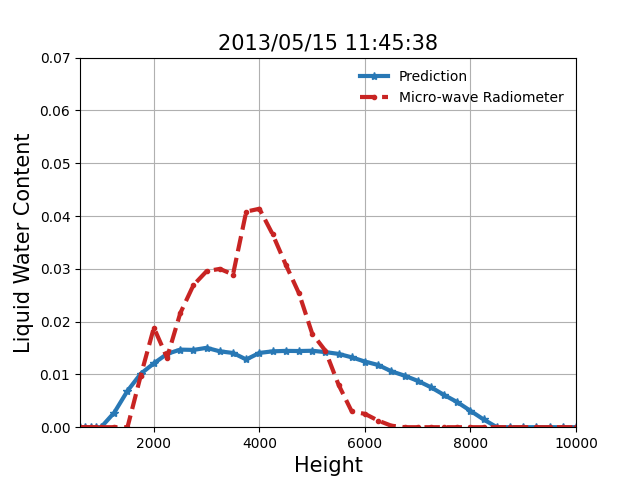 2013/05/15 11:45:38
0.07
0.06
0.05
0.04
0.03
0.02
0.01
0.00
Liquid Water Content
Prediction
Micro-wave Radiometer
2000 4000 6000 8000 10000
Height